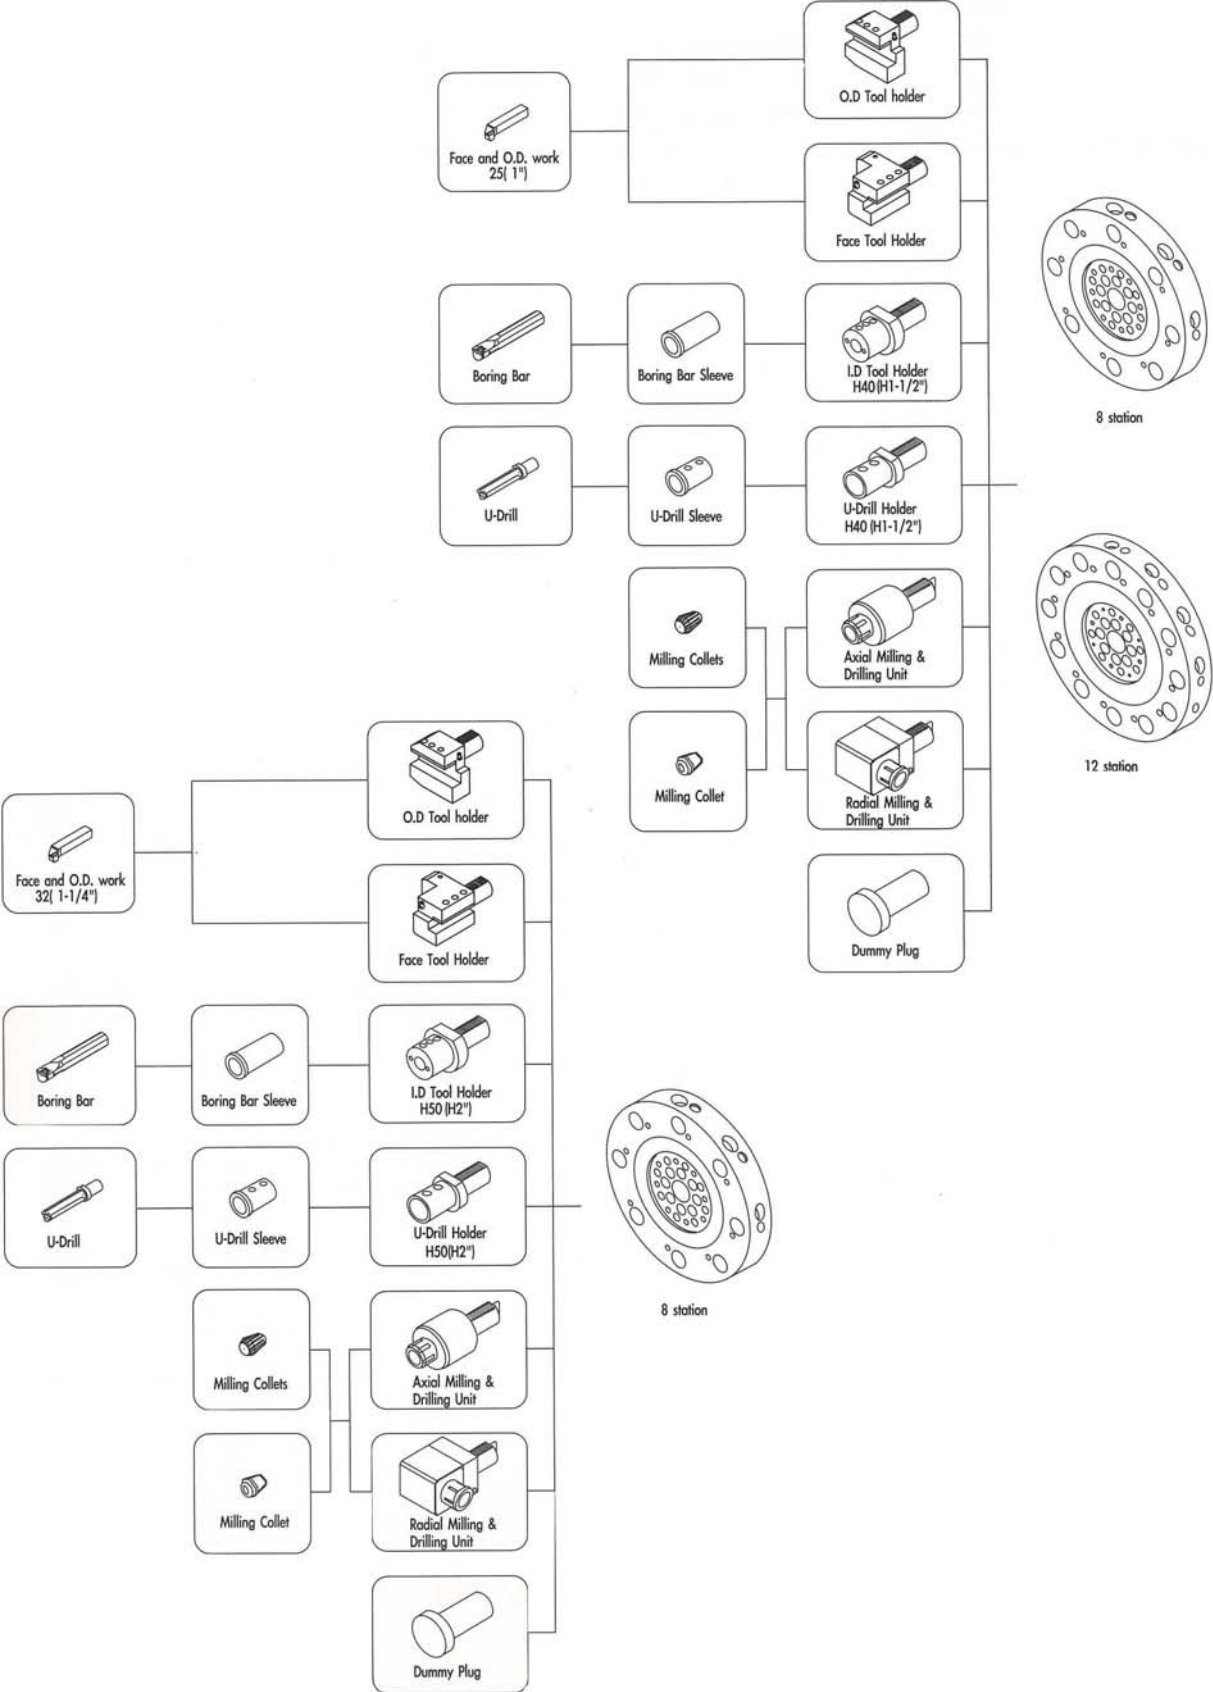 O.D Tool holder
Face and O.D. work
25( 1")
Face Tool Holder
Boring Bar
Boring Bar Sleeve
I.D Tool Holder
H40(H1-1/2")
8 station
U-Drill
U-Drill Sleeve
U-Drill Holder
H40 (H1-1/2")
Milling Collets
Axial Milling &
Drilling Unit
12 station
Milling Collet
Radial Milling &
Drilling Unit
Dummy Plug
O.D Tool holder
Face and O.D. work
32( 1-1/4")
Face Tool Holder
Boring Bar
Boring Bar Sleeve
I.D Tool Holder
H50 (H2")
U-Drill
U-Drill Sleeve
U-Drill Holder
H50(H2")
8 station
Milling Collets
Axial Milling &
Drilling Unit
Milling Collet
Radial Milling &
Drilling Unit
Dummy Plug